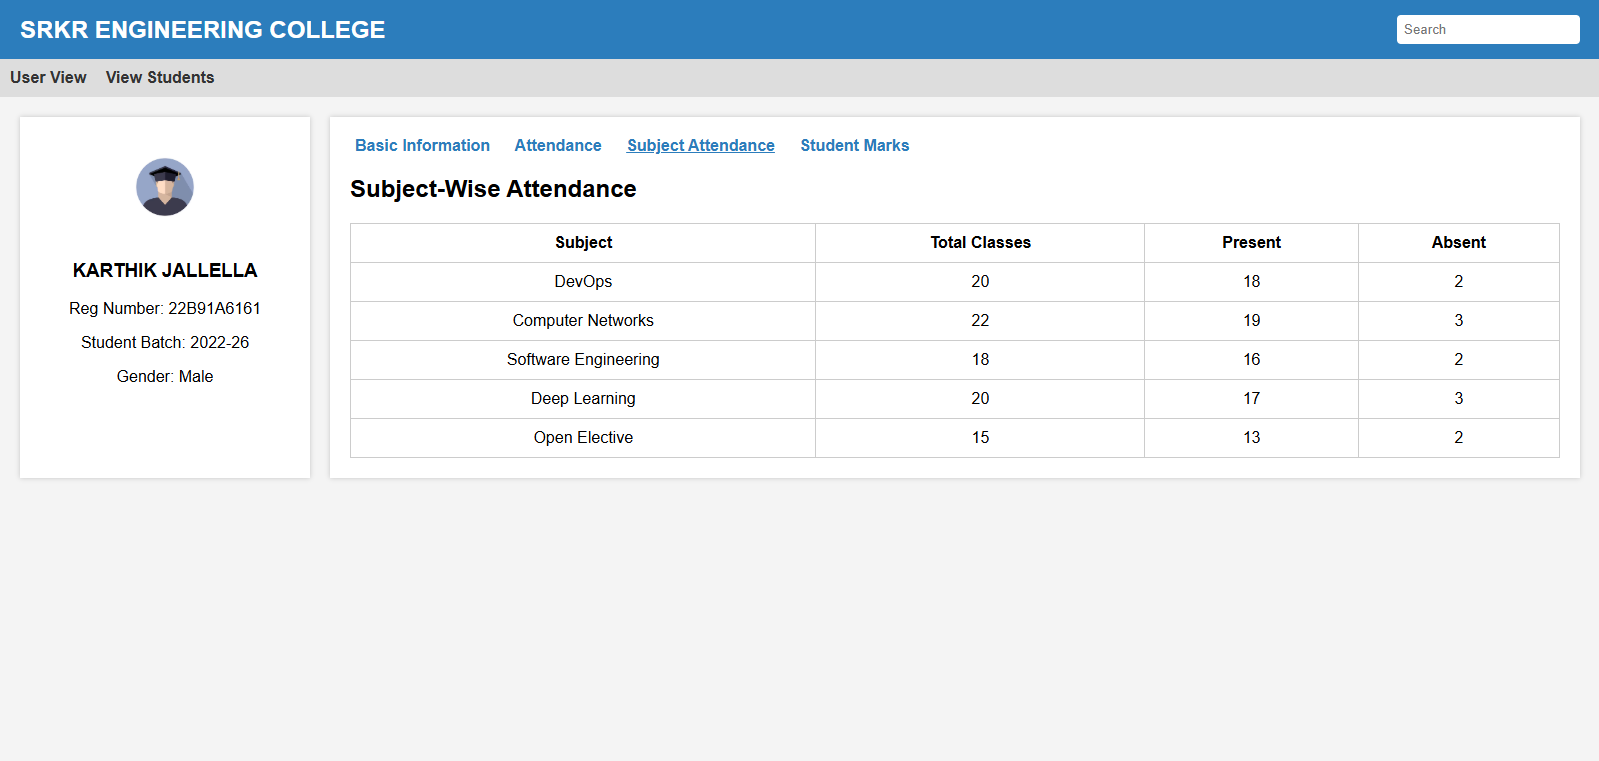 SRKR ENGINEERING COLLEGE
Search
User View View Students
KARTHIK JALLELLA
Reg Number: 22B91A6161
Student Batch: 2022-26
Gender: Male
Basic Information Attendance Subject Attendance Student Marks
Subject-Wise Attendance
Subject Total Classes Present Absent
DevOps 20 18 2
Computer Networks 22 19 3
Software Engineering 18 16 2
Deep Learning 20 17 3
Open Elective 15 13 2